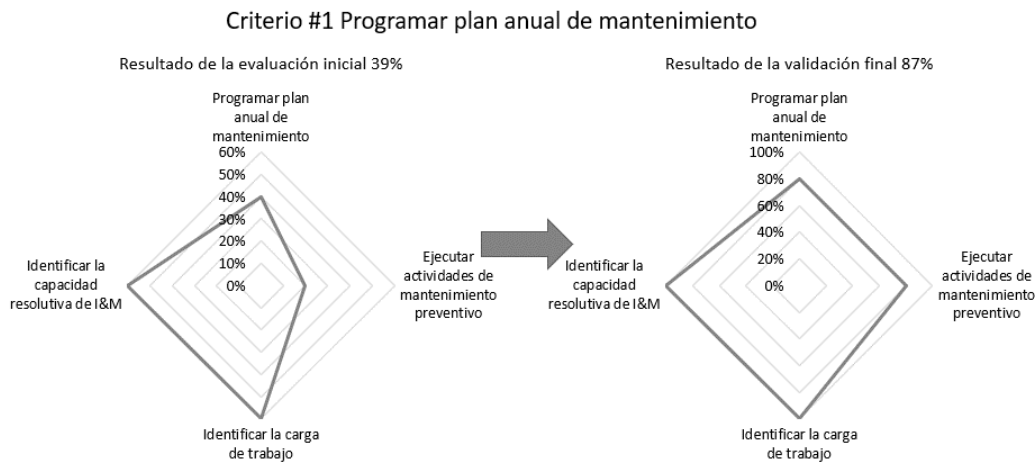 Criterio #1 Programar plan anual de mantenimiento
Resultado de la evaluación inicial 39%
Programar plan
anual de
mantenimiento
60%
50%
40%
30%
20%
10%
0%
Ejecutar
actividades de
mantenimiento
preventivo
Identificar la carga
de trabajo
Identificar la
capacidad
resolutiva de I&M
Resultado de la validación final 87%
Programar plan
anual de
mantenimiento
100%
80%
60%
40%
20%
0%
Ejecutar
actividades de
mantenimiento
preventivo
Identificar la carga
de trabajo
Identificar la
capacidad
resolutiva de I&M